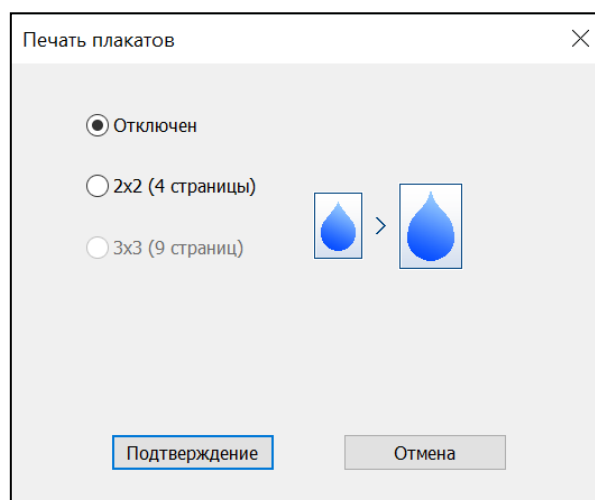 Печать плакатов
Отключен
2x2 (4 страницы)
3x3 (9 страниц)
Подтверждение
Отмена